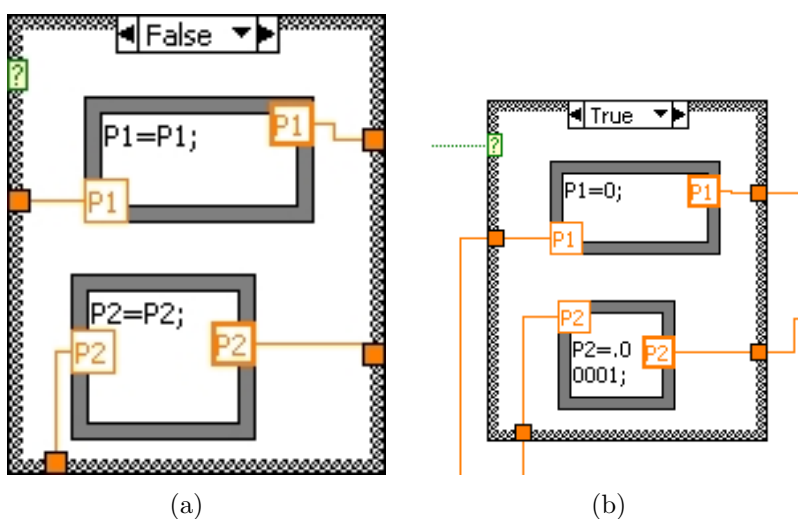 False
?
P1=P1;
P1
P1
P2=P2;
P2
P2
(a)
True
?
P1=0;
P1
P1
P2
P2=.0
0001;
P2
(b)